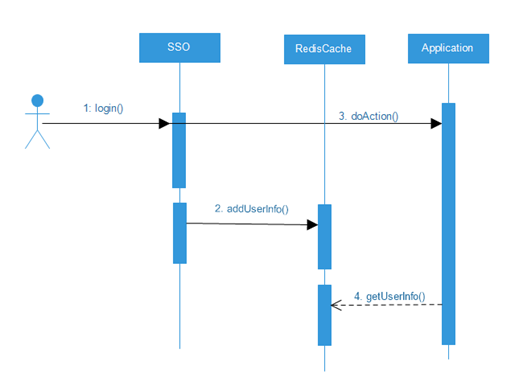 SSO
RedisCache
Application
1: login()
3. doAction()
2. addUserInfo()
4. getUserInfo()